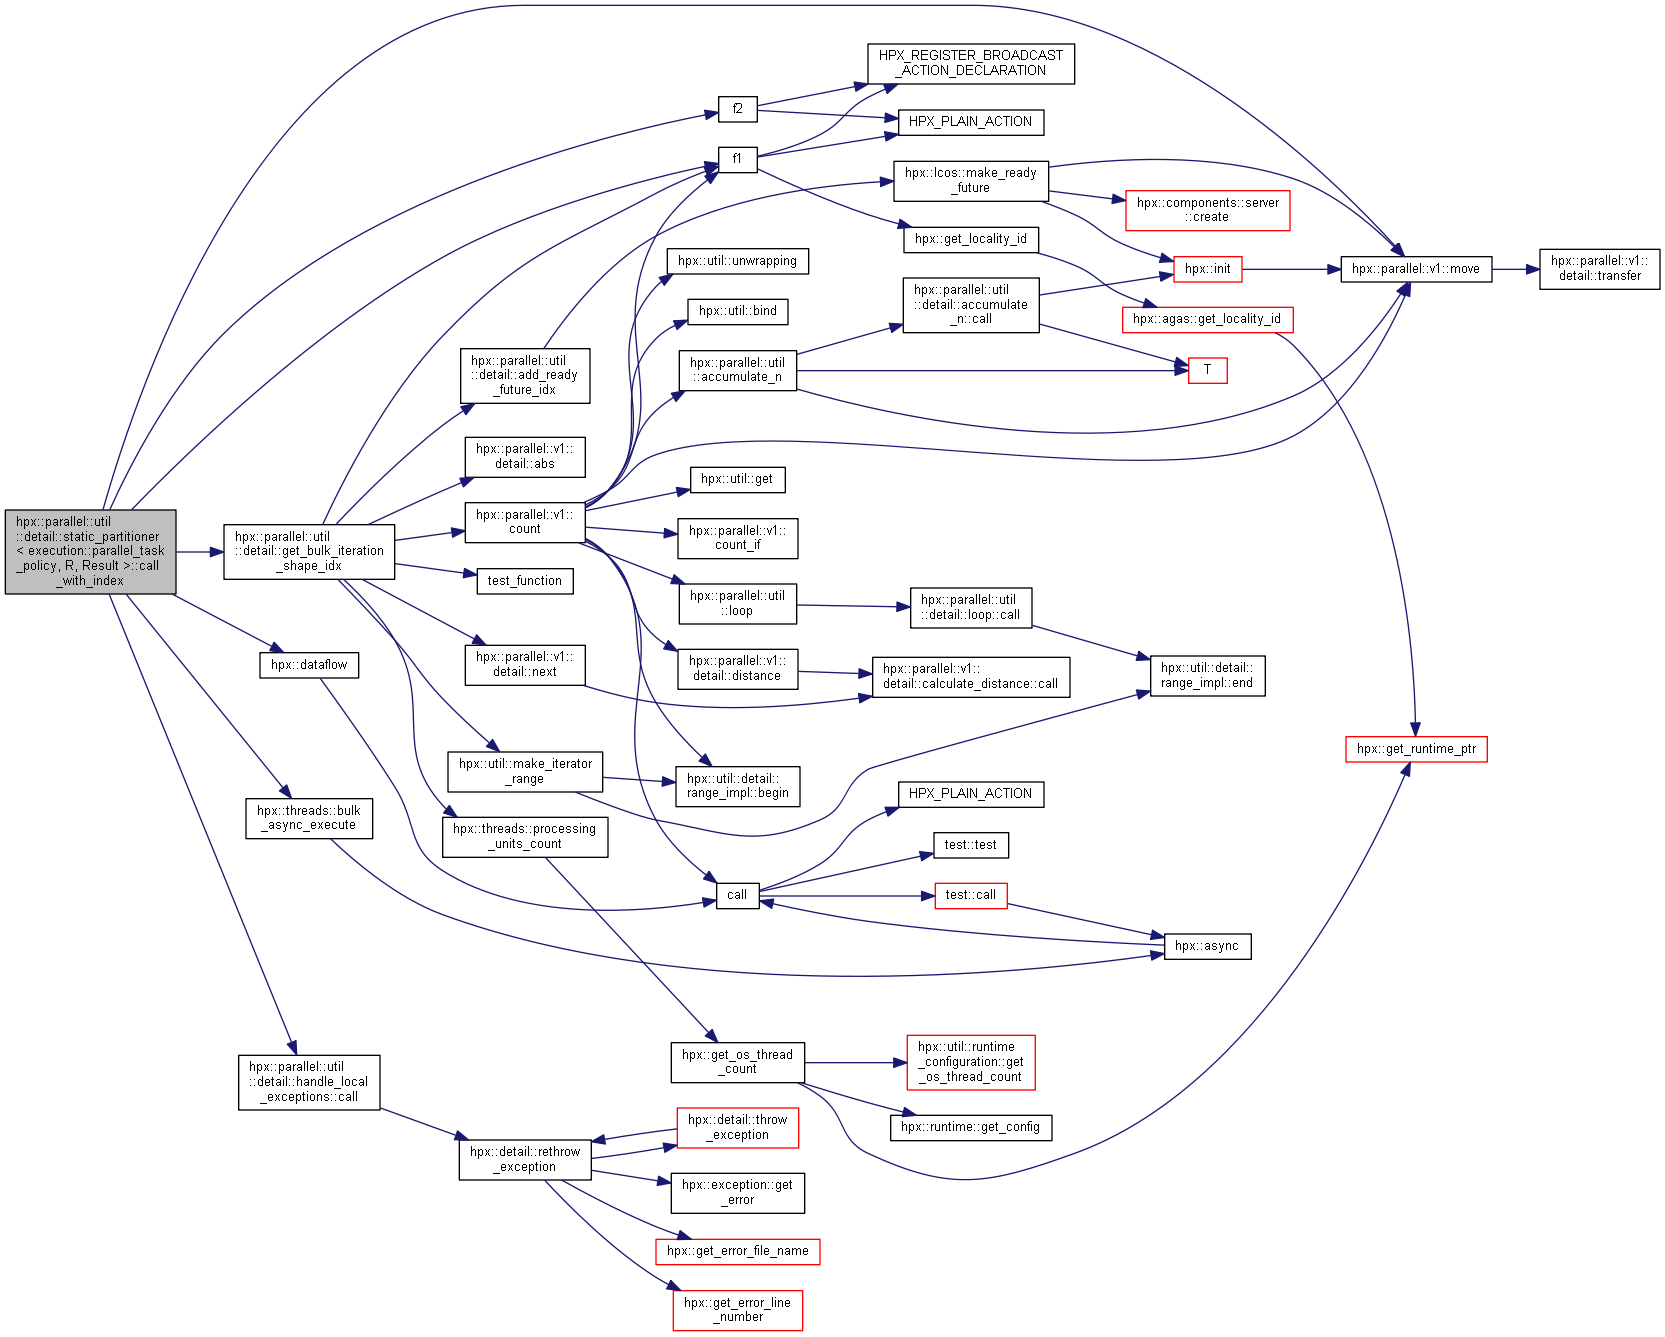 hpx::parallel::util
::detail::static_partitioner
< execution::parallel_task
_policy, R, Result >::call
_with_index
hpx::parallel::util
::detail::get_bulk_iteration
_shape_idx
hpx::dataflow
hpx::threads::bulk
_async_execute
hpx::parallel::util
::detail::handle_local
_exceptions::call
hpx::parallel::util
::detail::add_ready
_future_idx
hpx::parallel::v1::
detail::abs
hpx::parallel::v1::
count
test_function
hpx::parallel::v1::
detail::next
hpx::util::make_iterator
_range
hpx::threads::processing
_units_count
hpx::detail::rethrow
_exception
f2
f1
hpx::util::unwrapping
hpx::util::bind
hpx::parallel::util
::accumulate_n
hpx::util::get
hpx::parallel::v1::
count_if
hpx::parallel::util
::loop
hpx::parallel::v1::
detail::distance
hpx::util::detail::
range_impl::begin
call
hpx::get_os_thread
_count
hpx::detail::throw
_exception
hpx::exception::get
_error
hpx::get_error_file_name
hpx::get_error_line
_number
HPX_REGISTER_BROADCAST
_ACTION_DECLARATION
HPX_PLAIN_ACTION
hpx::lcos::make_ready
_future
hpx::get_locality_id
hpx::parallel::util
::detail::accumulate
_n::call
hpx::parallel::util
::detail::loop::call
hpx::parallel::v1::
detail::calculate_distance::call
HPX_PLAIN_ACTION
test::test
test::call
hpx::util::runtime
_configuration::get
_os_thread_count
hpx::runtime::get_config
hpx::components::server
::create
hpx::init
hpx::agas::get_locality_id
T
hpx::util::detail::
range_impl::end
hpx::async
hpx::parallel::v1::move
hpx::get_runtime_ptr
hpx::parallel::v1::
detail::transfer